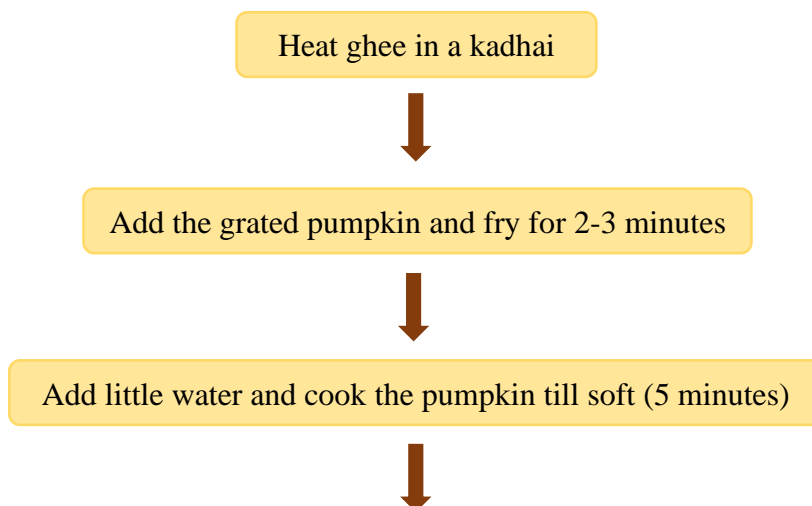 Heat ghee in a kadhai
Add the grated pumpkin and fry for 2-3 minutes
Add little water and cook the pumpkin till soft (5 minutes)